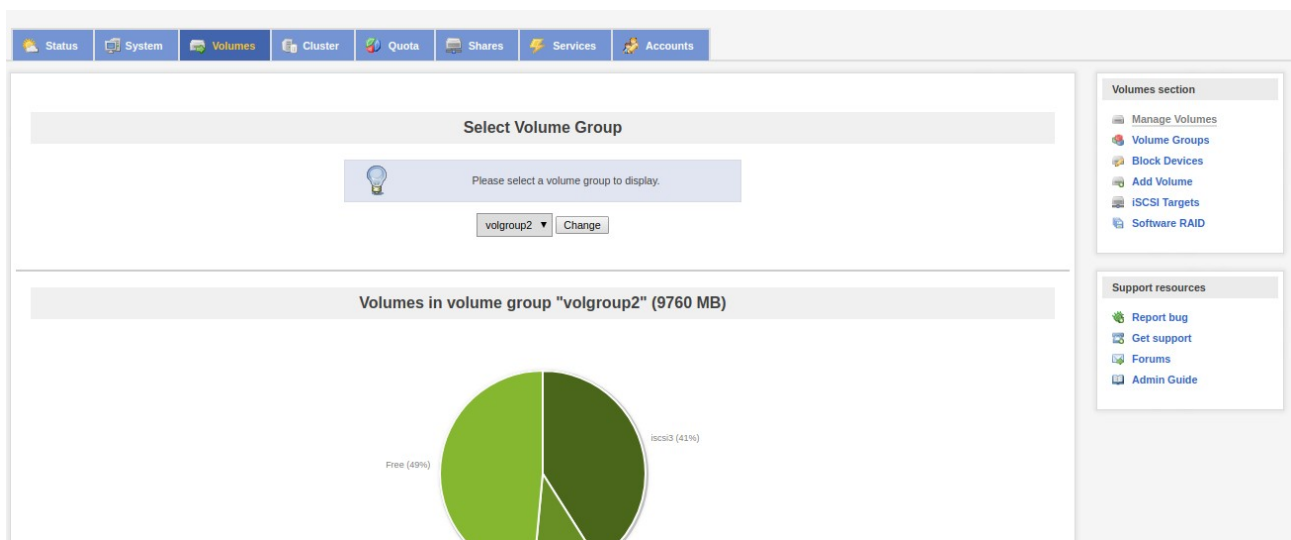 Status System Volumes Cluster Quota Shares Services Accounts
Select Volume Group
Please select a volume group to display.
volgroup2 Change
Volumes in volume group "volgroup2" (9760 MB)
iscsi3 (41%)
Free (49%)
Volumes section
Manage Volumes
Volume Groups
Block Devices
Add Volume
iSCSI Targets
Software RAID
Support resources
Report bug
Get support
Forums
Admin Guide